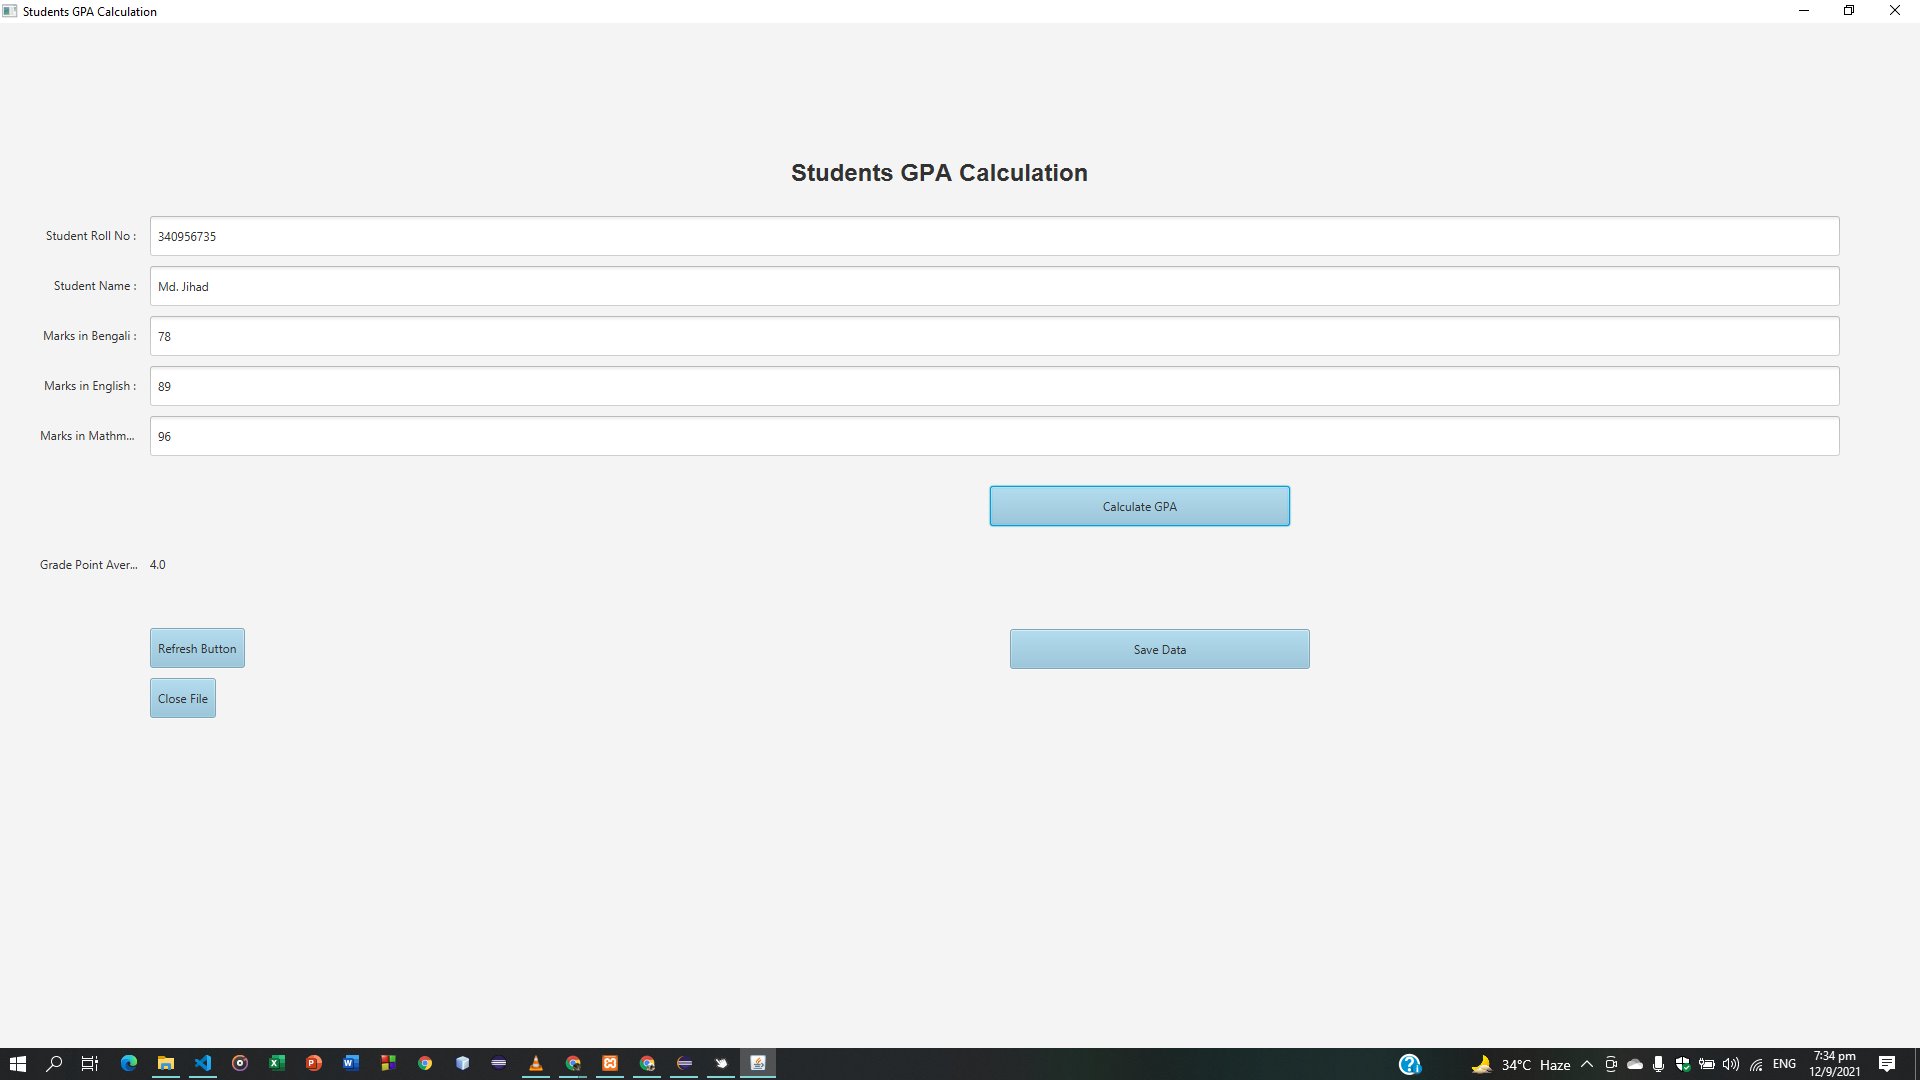 Students GPA Calculation
Students GPA Calculation
Student Roll No : 340956735
Student Name : Md. Jihad
Marks in Bengali : 78
Marks in English : 89
Marks in Mathm... 96
Calculate GPA
Grade Point Aver... 4.0
Refresh Button Save Data
Close File
34°C Haze ENG 7:34 pm
12/9/2021